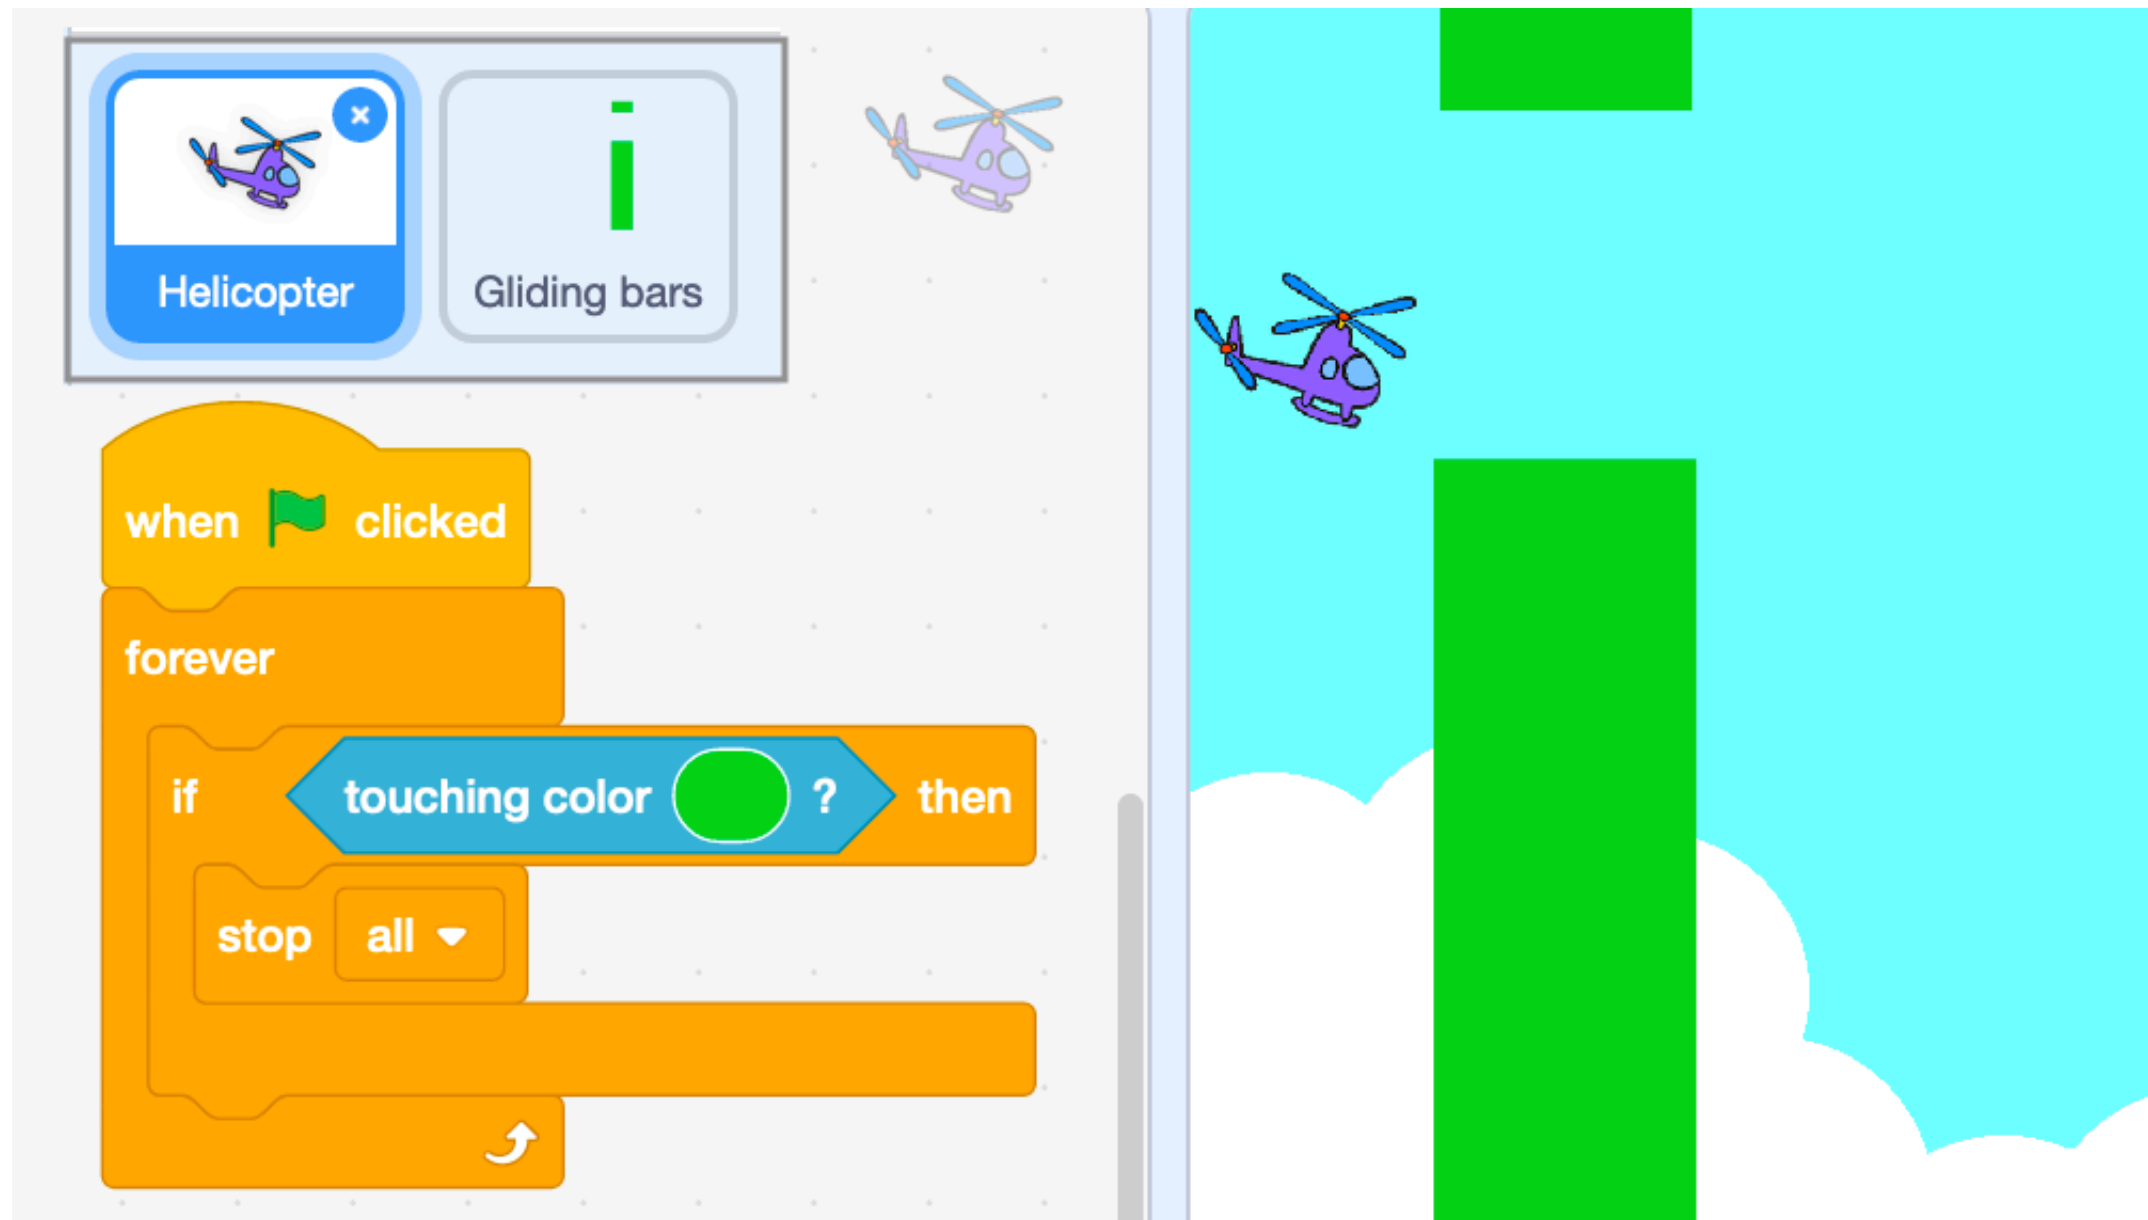 Helicopter
Gliding bars
when clicked
forever
if touching color ? then
stop all